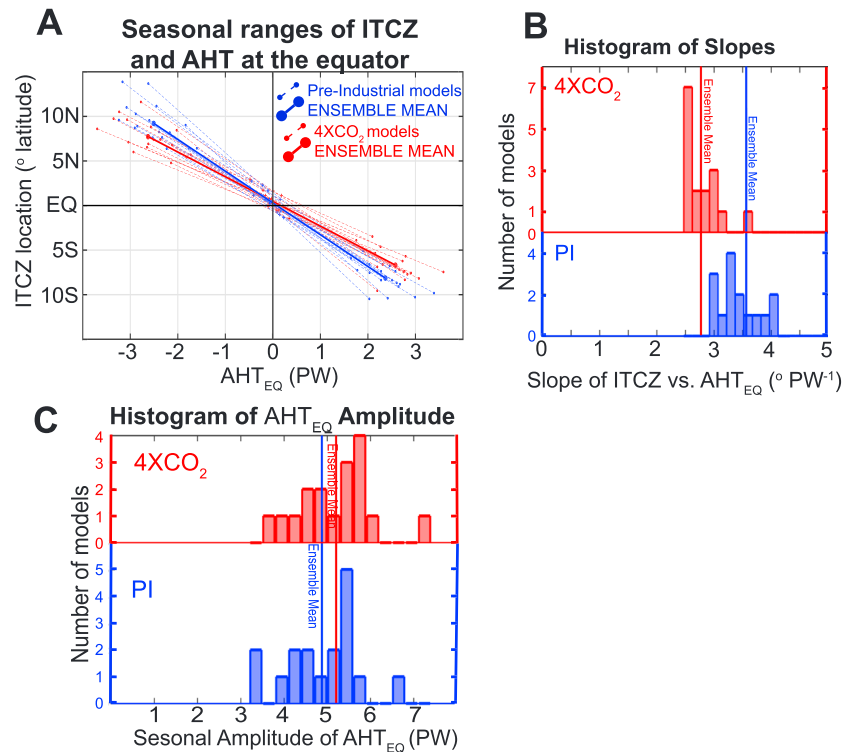 A
Seasonal ranges of ITCZ
and AHT at the equator
ITCZ location (° latitude)
10N
5N
EQ
5S
10S
Pre-Industrial models
ENSEMBLE MEAN
4XCO2 models
ENSEMBLE MEAN
-3 -2 -1 0 1 2 3
AHTEQ (PW)
B
Histogram of Slopes
Number of models
4XCO2
7
5
3
1
0
Ensemble Mean
Ensemble Mean
PI
4
2
0
0 1 2 3 4 5
Slope of ITCZ vs. AHTEQ (° PW-1)
C
Histogram of AHTEQ Amplitude
Number of models
4XCO2
4
3
2
1
0
Ensemble Mean
Ensemble Mean
PI
5
4
3
2
1
0
1 2 3 4 5 6 7
Sesonal Amplitude of AHTEQ (PW)